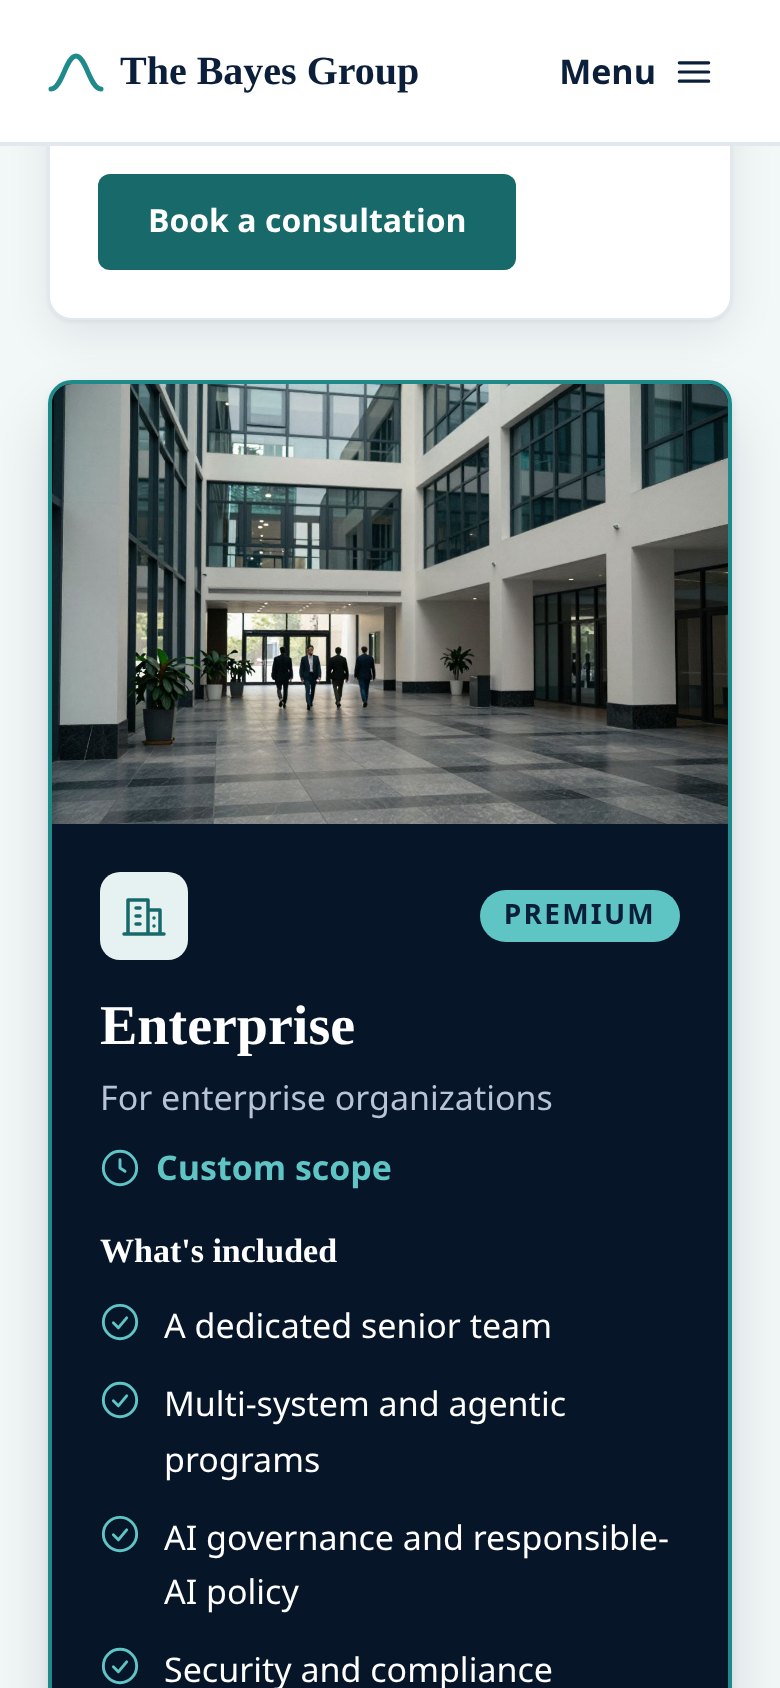 The Bayes Group
Menu
Book a consultation
PREMIUM
Enterprise
For enterprise organizations
Custom scope
What's included
A dedicated senior team
Multi-system and agentic
programs
AI governance and responsible-
AI policy
Security and compliance